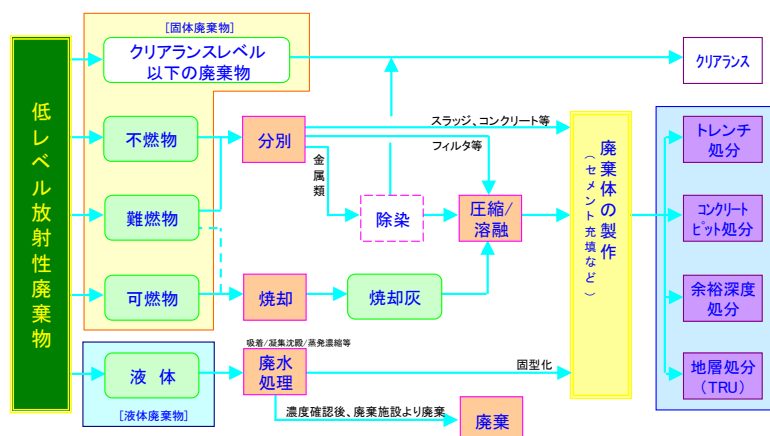 [固体廃棄物]
クリアランスレベル
以下の廃棄物
クリアランス
低レベル放射性廃棄物
不燃物
分別
スラッジ、コンクリート等
フィルタ等
金属類
難燃物
除染
圧縮/
溶融
廃棄体の製作
(セメント充填など)
トレンチ
処分
コンクリート
ピット処分
余裕深度
処分
地層処分
(TRU)
可燃物
焼却
焼却灰
吸着/凝集沈殿/蒸発濃縮等
液 体
廃水
処理
固型化
[液体廃棄物]
濃度確認後、廃棄施設より廃棄
廃棄